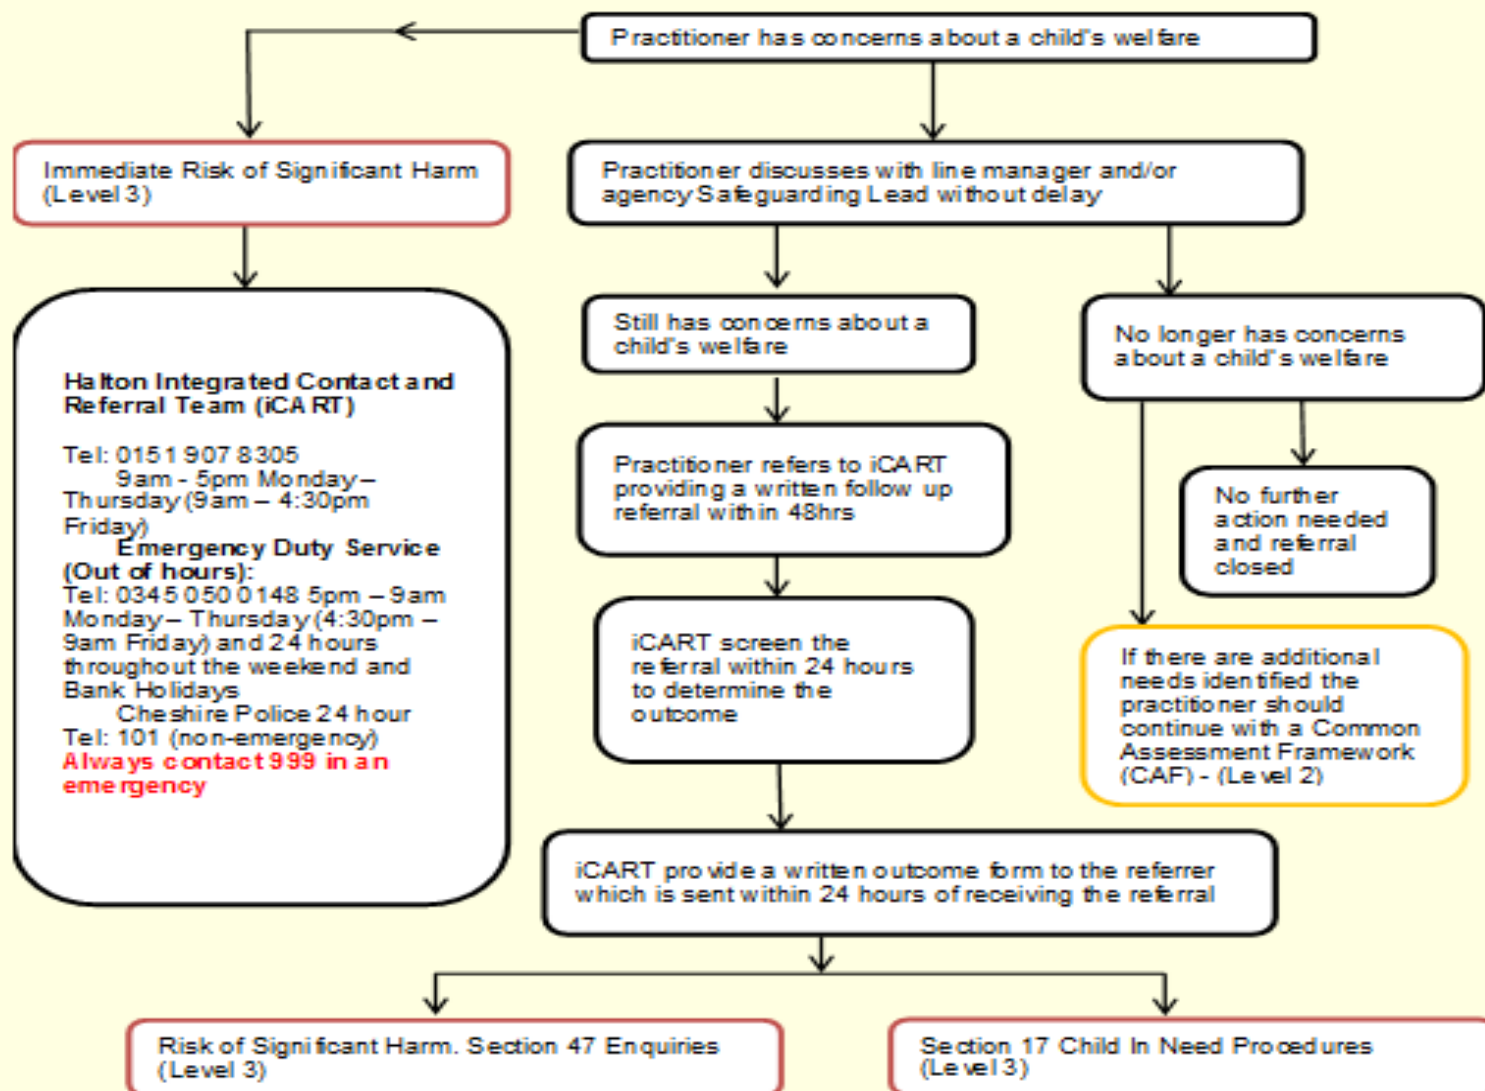 Practitioner has concerns about a child's welfare
Immediate Risk of Significant Harm
(Level 3)
Practitioner discusses with line manager and/or
agency Safeguarding Lead without delay
Halton Integrated Contact and
Referral Team (iCART)
Tel: 0151 907 8305
9am - 5pm Monday –
Thursday (9am – 4:30pm
Friday)
Emergency Duty Service
(Out of hours):
Tel: 0345 050 0148 5pm – 9am
Monday – Thursday (4:30pm –
9am Friday) and 24 hours
throughout the weekend and
Bank Holidays
Cheshire Police 24 hour
Tel: 101 (non-emergency)
Always contact 999 in an
emergency
Still has concerns about a
child's welfare
No longer has concerns
about a child's welfare
Practitioner refers to iCART
providing a written follow up
referral within 48hrs
No further
action needed
and referral
closed
iCART screen the
referral within 24 hours
to determine the
outcome
If there are additional
needs identified the
practitioner should
continue with a Common
Assessment Framework
(CAF) - (Level 2)
iCART provide a written outcome form to the referrer
which is sent within 24 hours of receiving the referral
Risk of Significant Harm. Section 47 Enquiries
(Level 3)
Section 17 Child In Need Procedures
(Level 3)